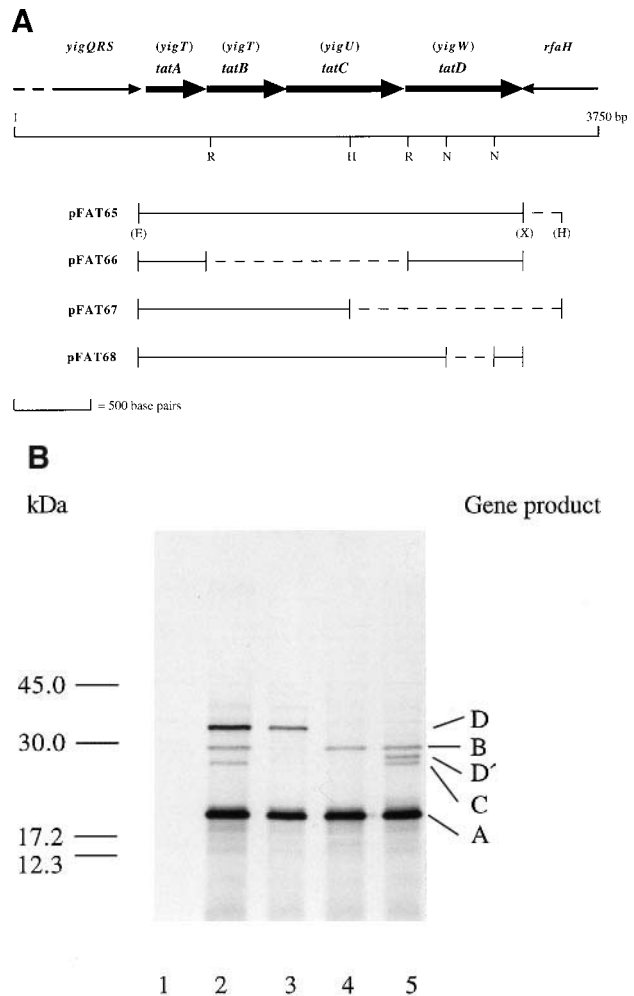 A
yigQRS (yigT) (yigT) (yigU) (yigW) rfaH
tatA tatB tatC tatD
1 3750 bp
R H R N N
pFAT65
(E) (X) (H)
pFAT66
pFAT67
pFAT68
= 500 base pairs
B
kDa Gene product
45.0
30.0
17.2
12.3
D
B
D´
C
A
1 2 3 4 5